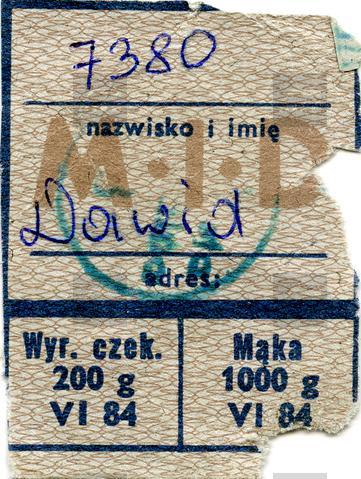 7380
nazwisko i imię
M·I·D
Dawid
adres:
Wyr. czek.
200 g
VI 84
Mąka
1000 g
VI 84